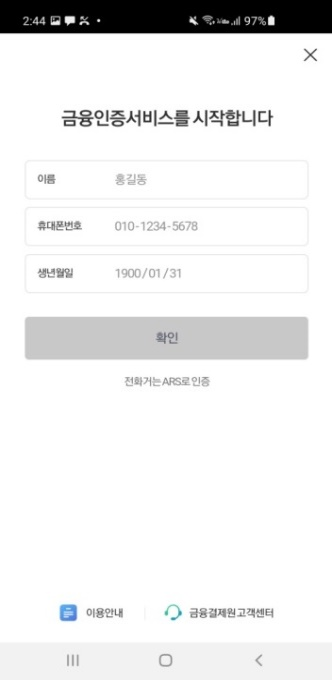 2:44 97%
금융인증서비스를 시작합니다
이름 홍길동
휴대폰번호 010-1234-5678
생년월일 1900/01/31
확인
전화거는ARS로인증
이용안내 금융결제원고객센터